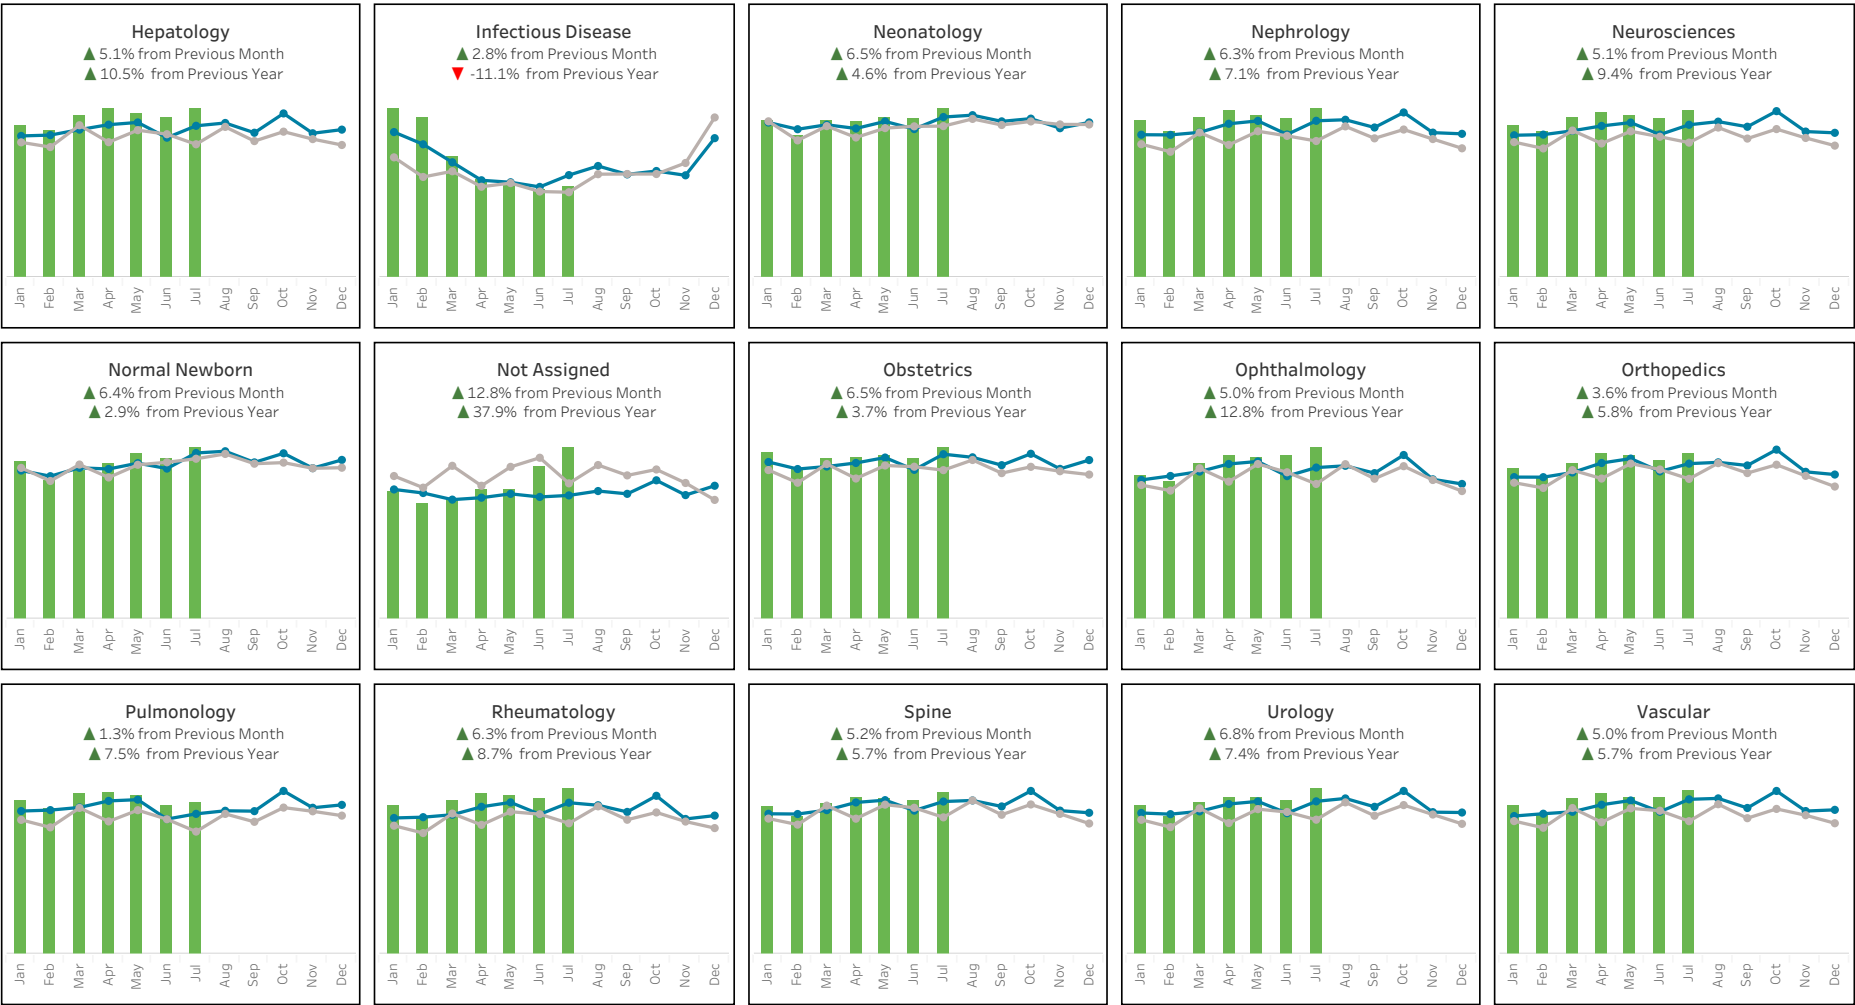 Hepatology
▲ 5.1% from Previous Month
▲ 10.5% from Previous Year
Jan Feb Mar Apr May Jun Jul Aug Sep Oct Nov Dec
Infectious Disease
▲ 2.8% from Previous Month
▼ -11.1% from Previous Year
Jan Feb Mar Apr May Jun Jul Aug Sep Oct Nov Dec
Neonatology
▲ 6.5% from Previous Month
▲ 4.6% from Previous Year
Jan Feb Mar Apr May Jun Jul Aug Sep Oct Nov Dec
Nephrology
▲ 6.3% from Previous Month
▲ 7.1% from Previous Year
Jan Feb Mar Apr May Jun Jul Aug Sep Oct Nov Dec
Neurosciences
▲ 5.1% from Previous Month
▲ 9.4% from Previous Year
Jan Feb Mar Apr May Jun Jul Aug Sep Oct Nov Dec
Normal Newborn
▲ 6.4% from Previous Month
▲ 2.9% from Previous Year
Jan Feb Mar Apr May Jun Jul Aug Sep Oct Nov Dec
Not Assigned
▲ 12.8% from Previous Month
▲ 37.9% from Previous Year
Jan Feb Mar Apr May Jun Jul Aug Sep Oct Nov Dec
Obstetrics
▲ 6.5% from Previous Month
▲ 3.7% from Previous Year
Jan Feb Mar Apr May Jun Jul Aug Sep Oct Nov Dec
Ophthalmology
▲ 5.0% from Previous Month
▲ 12.8% from Previous Year
Jan Feb Mar Apr May Jun Jul Aug Sep Oct Nov Dec
Orthopedics
▲ 3.6% from Previous Month
▲ 5.8% from Previous Year
Jan Feb Mar Apr May Jun Jul Aug Sep Oct Nov Dec
Pulmonology
▲ 1.3% from Previous Month
▲ 7.5% from Previous Year
Jan Feb Mar Apr May Jun Jul Aug Sep Oct Nov Dec
Rheumatology
▲ 6.3% from Previous Month
▲ 8.7% from Previous Year
Jan Feb Mar Apr May Jun Jul Aug Sep Oct Nov Dec
Spine
▲ 5.2% from Previous Month
▲ 5.7% from Previous Year
Jan Feb Mar Apr May Jun Jul Aug Sep Oct Nov Dec
Urology
▲ 6.8% from Previous Month
▲ 7.4% from Previous Year
Jan Feb Mar Apr May Jun Jul Aug Sep Oct Nov Dec
Vascular
▲ 5.0% from Previous Month
▲ 5.7% from Previous Year
Jan Feb Mar Apr May Jun Jul Aug Sep Oct Nov Dec